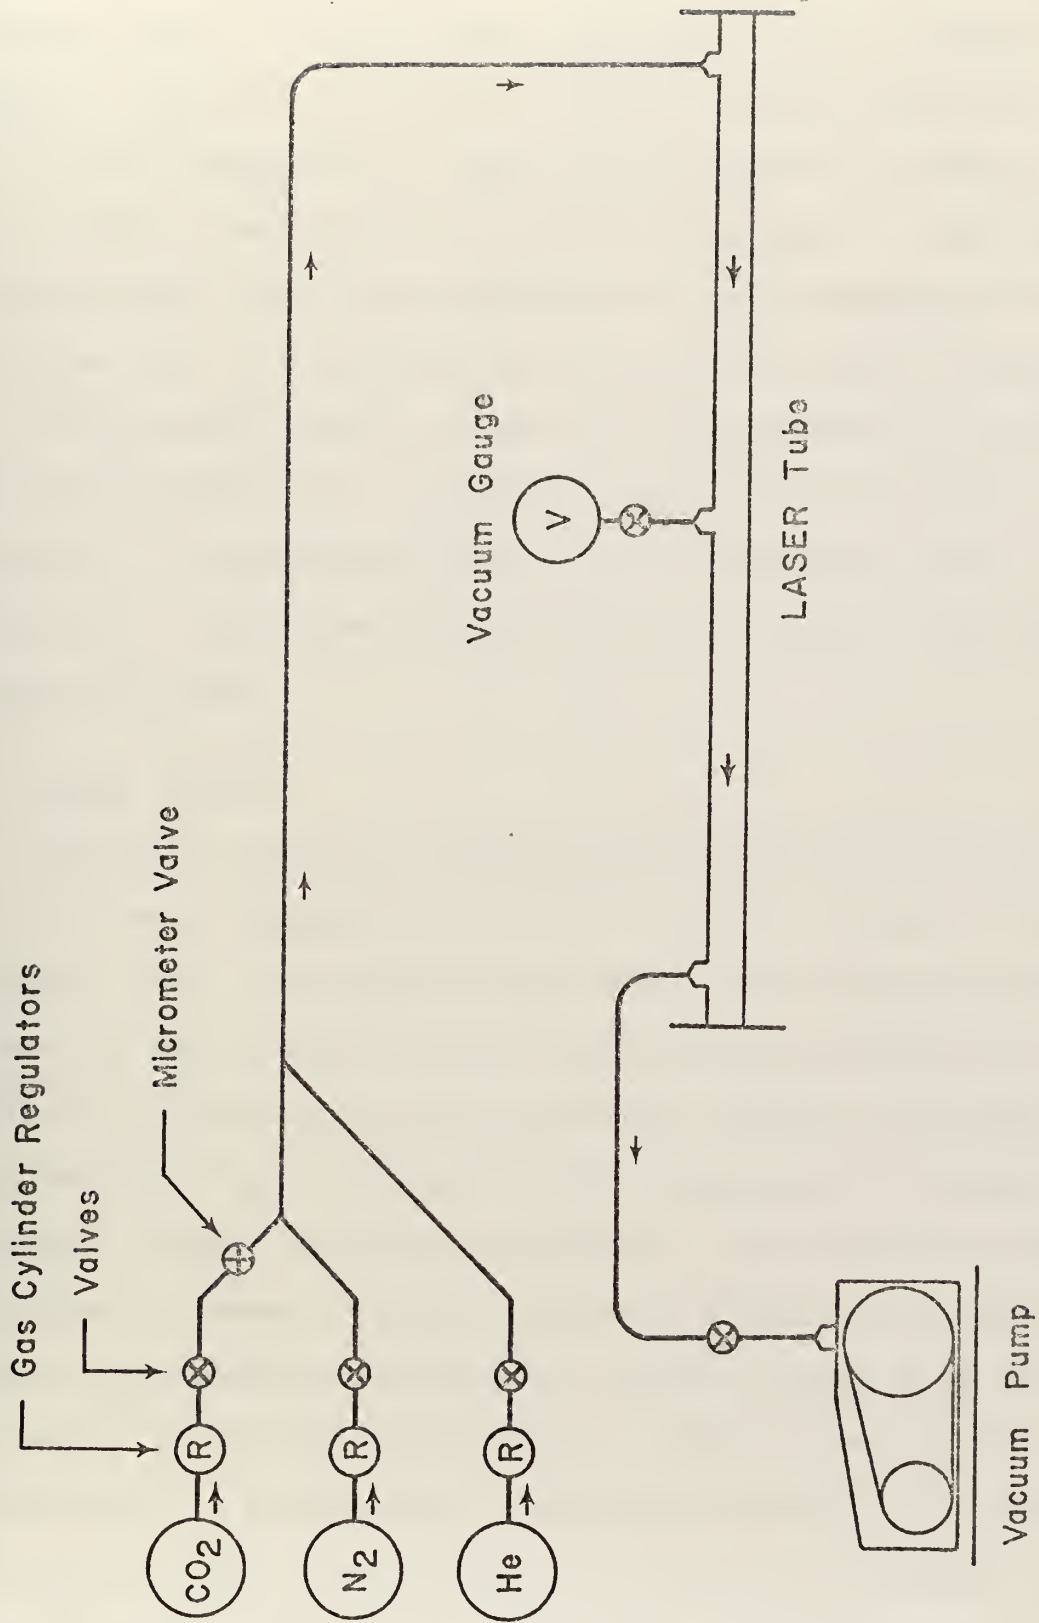 Gas Cylinder Regulators
Valves
Micrometer Valve
CO2
R
N2
R
He
R
Vacuum Gauge
V
LASER Tube
Vacuum Pump